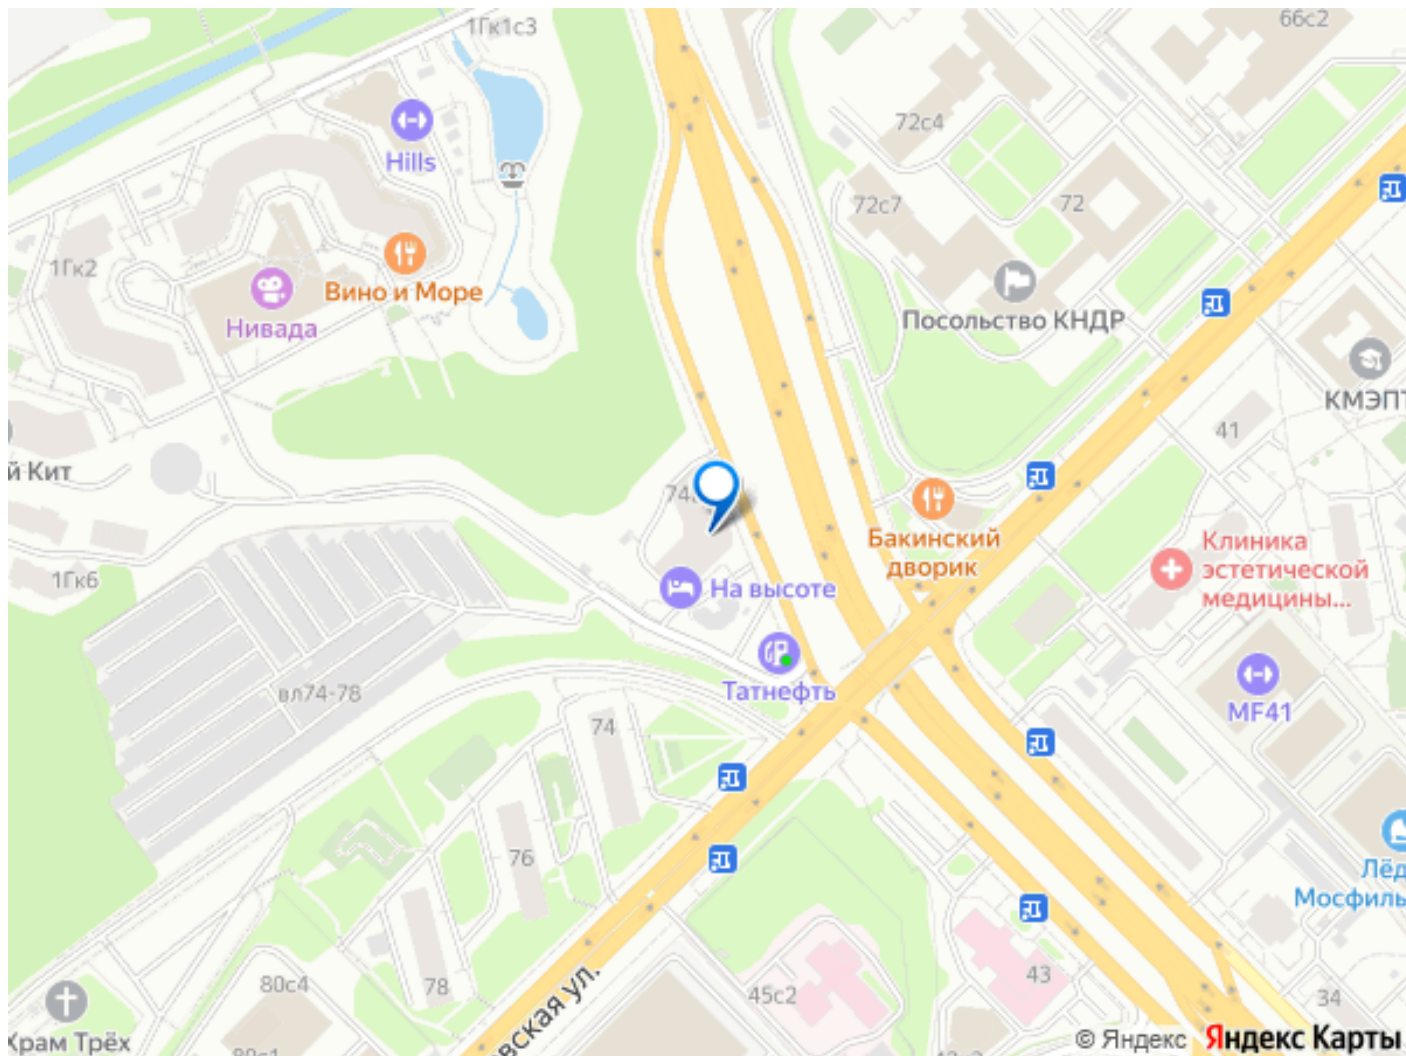 1Гк1с3
66с2
Hills
72с4
72с7
72
1Гк2
Вино и Море
Нивада
Посольство КНДР
КМЭПТ
41
й Кит
Бакинский
дворик
Клиника
эстетической
медицины...
1Гк6
На высоте
Татнефть
вл74-78
MF41
74
76
Лёд
Мосфиль
78
80с4
45с2
43
34
Храм Трёх
вская ул.
© Яндекс
Яндекс Карты